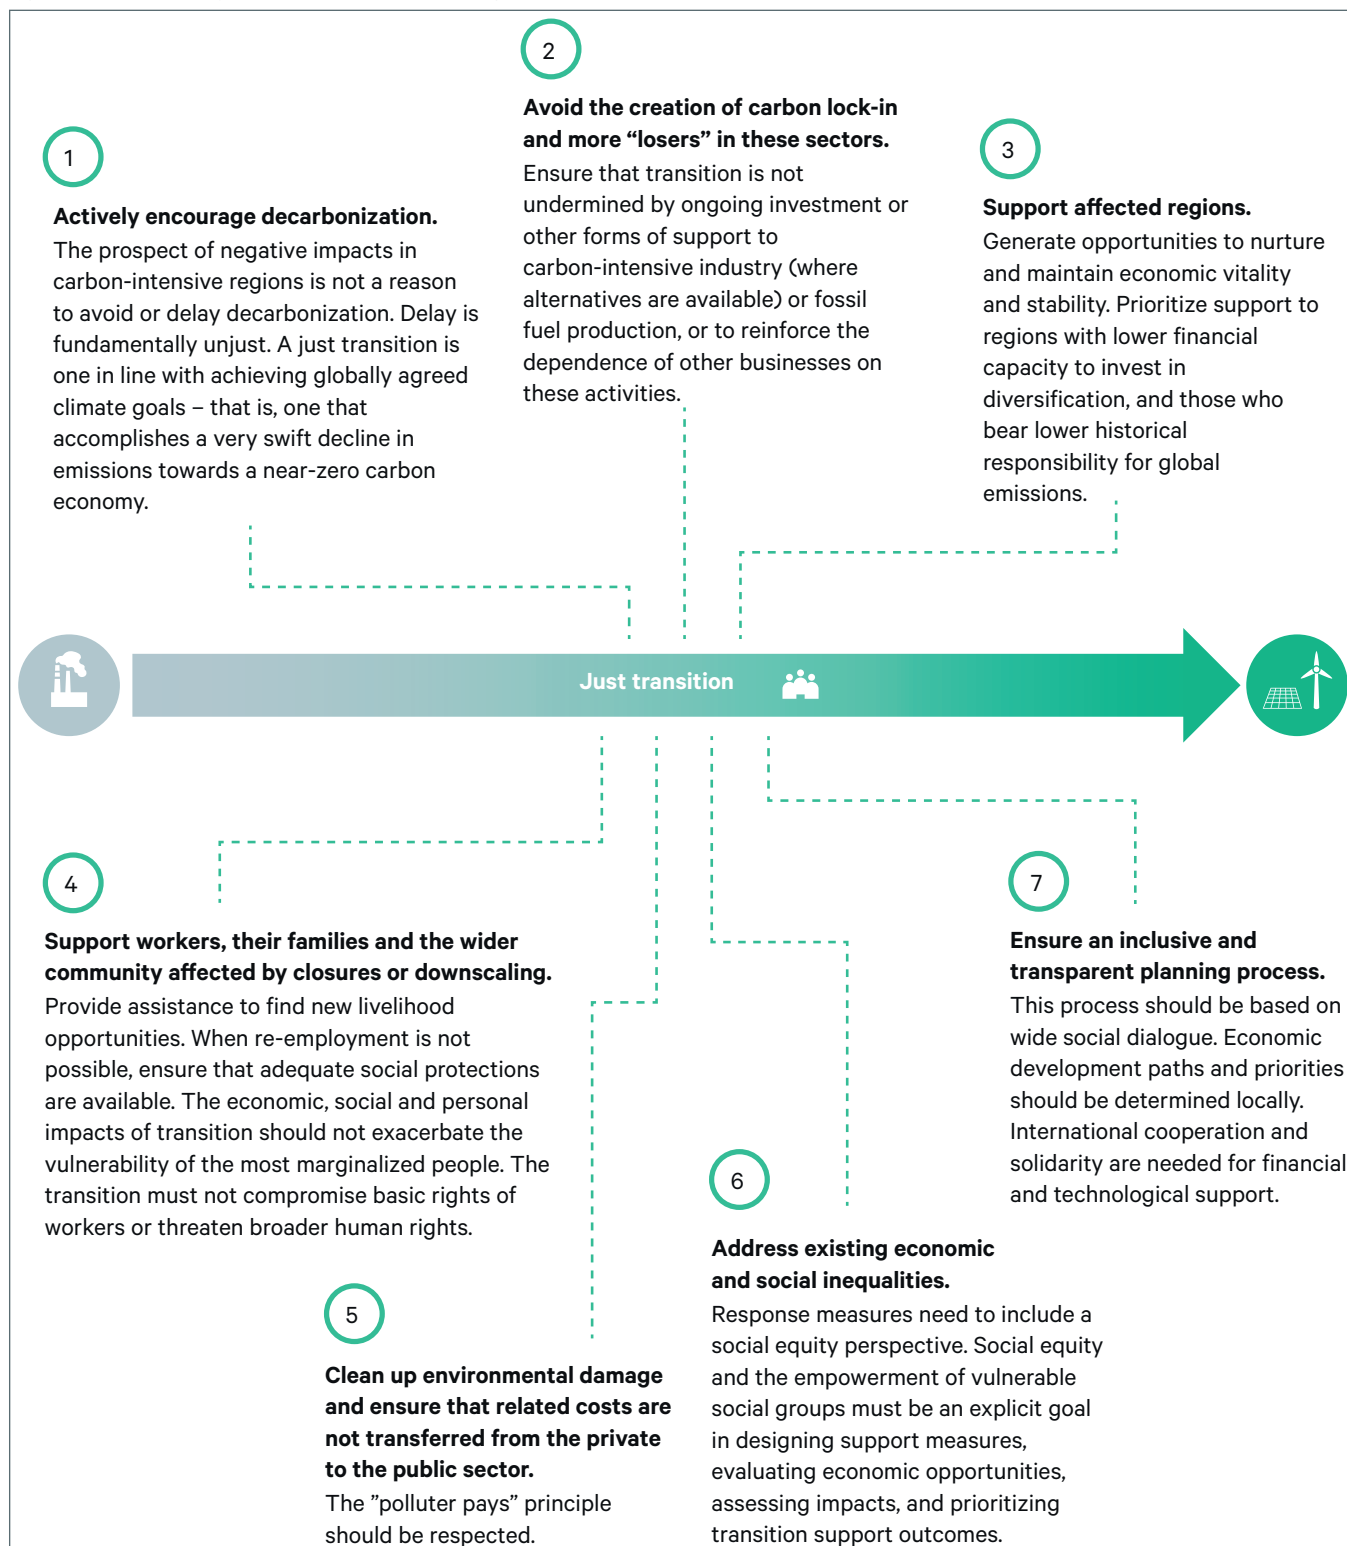 1
Actively encourage decarbonization.
The prospect of negative impacts in
carbon-intensive regions is not a reason
to avoid or delay decarbonization. Delay is
fundamentally unjust. A just transition is
one in line with achieving globally agreed
climate goals – that is, one that
accomplishes a very swift decline in
emissions towards a near-zero carbon
economy.
2
Avoid the creation of carbon lock-in
and more “losers” in these sectors.
Ensure that transition is not
undermined by ongoing investment or
other forms of support to
carbon-intensive industry (where
alternatives are available) or fossil
fuel production, or to reinforce the
dependence of other businesses on
these activities.
3
Support affected regions.
Generate opportunities to nurture
and maintain economic vitality
and stability. Prioritize support to
regions with lower financial
capacity to invest in
diversification, and those who
bear lower historical
responsibility for global
emissions.
Just transition
4
Support workers, their families and the wider
community affected by closures or downscaling.
Provide assistance to find new livelihood
opportunities. When re-employment is not
possible, ensure that adequate social protections
are available. The economic, social and personal
impacts of transition should not exacerbate the
vulnerability of the most marginalized people. The
transition must not compromise basic rights of
workers or threaten broader human rights.
5
Clean up environmental damage
and ensure that related costs are
not transferred from the private
to the public sector.
The ”polluter pays” principle
should be respected.
6
Address existing economic
and social inequalities.
Response measures need to include a
social equity perspective. Social equity
and the empowerment of vulnerable
social groups must be an explicit goal
in designing support measures,
evaluating economic opportunities,
assessing impacts, and prioritizing
transition support outcomes.
7
Ensure an inclusive and
transparent planning process.
This process should be based on
wide social dialogue. Economic
development paths and priorities
should be determined locally.
International cooperation and
solidarity are needed for financial
and technological support.